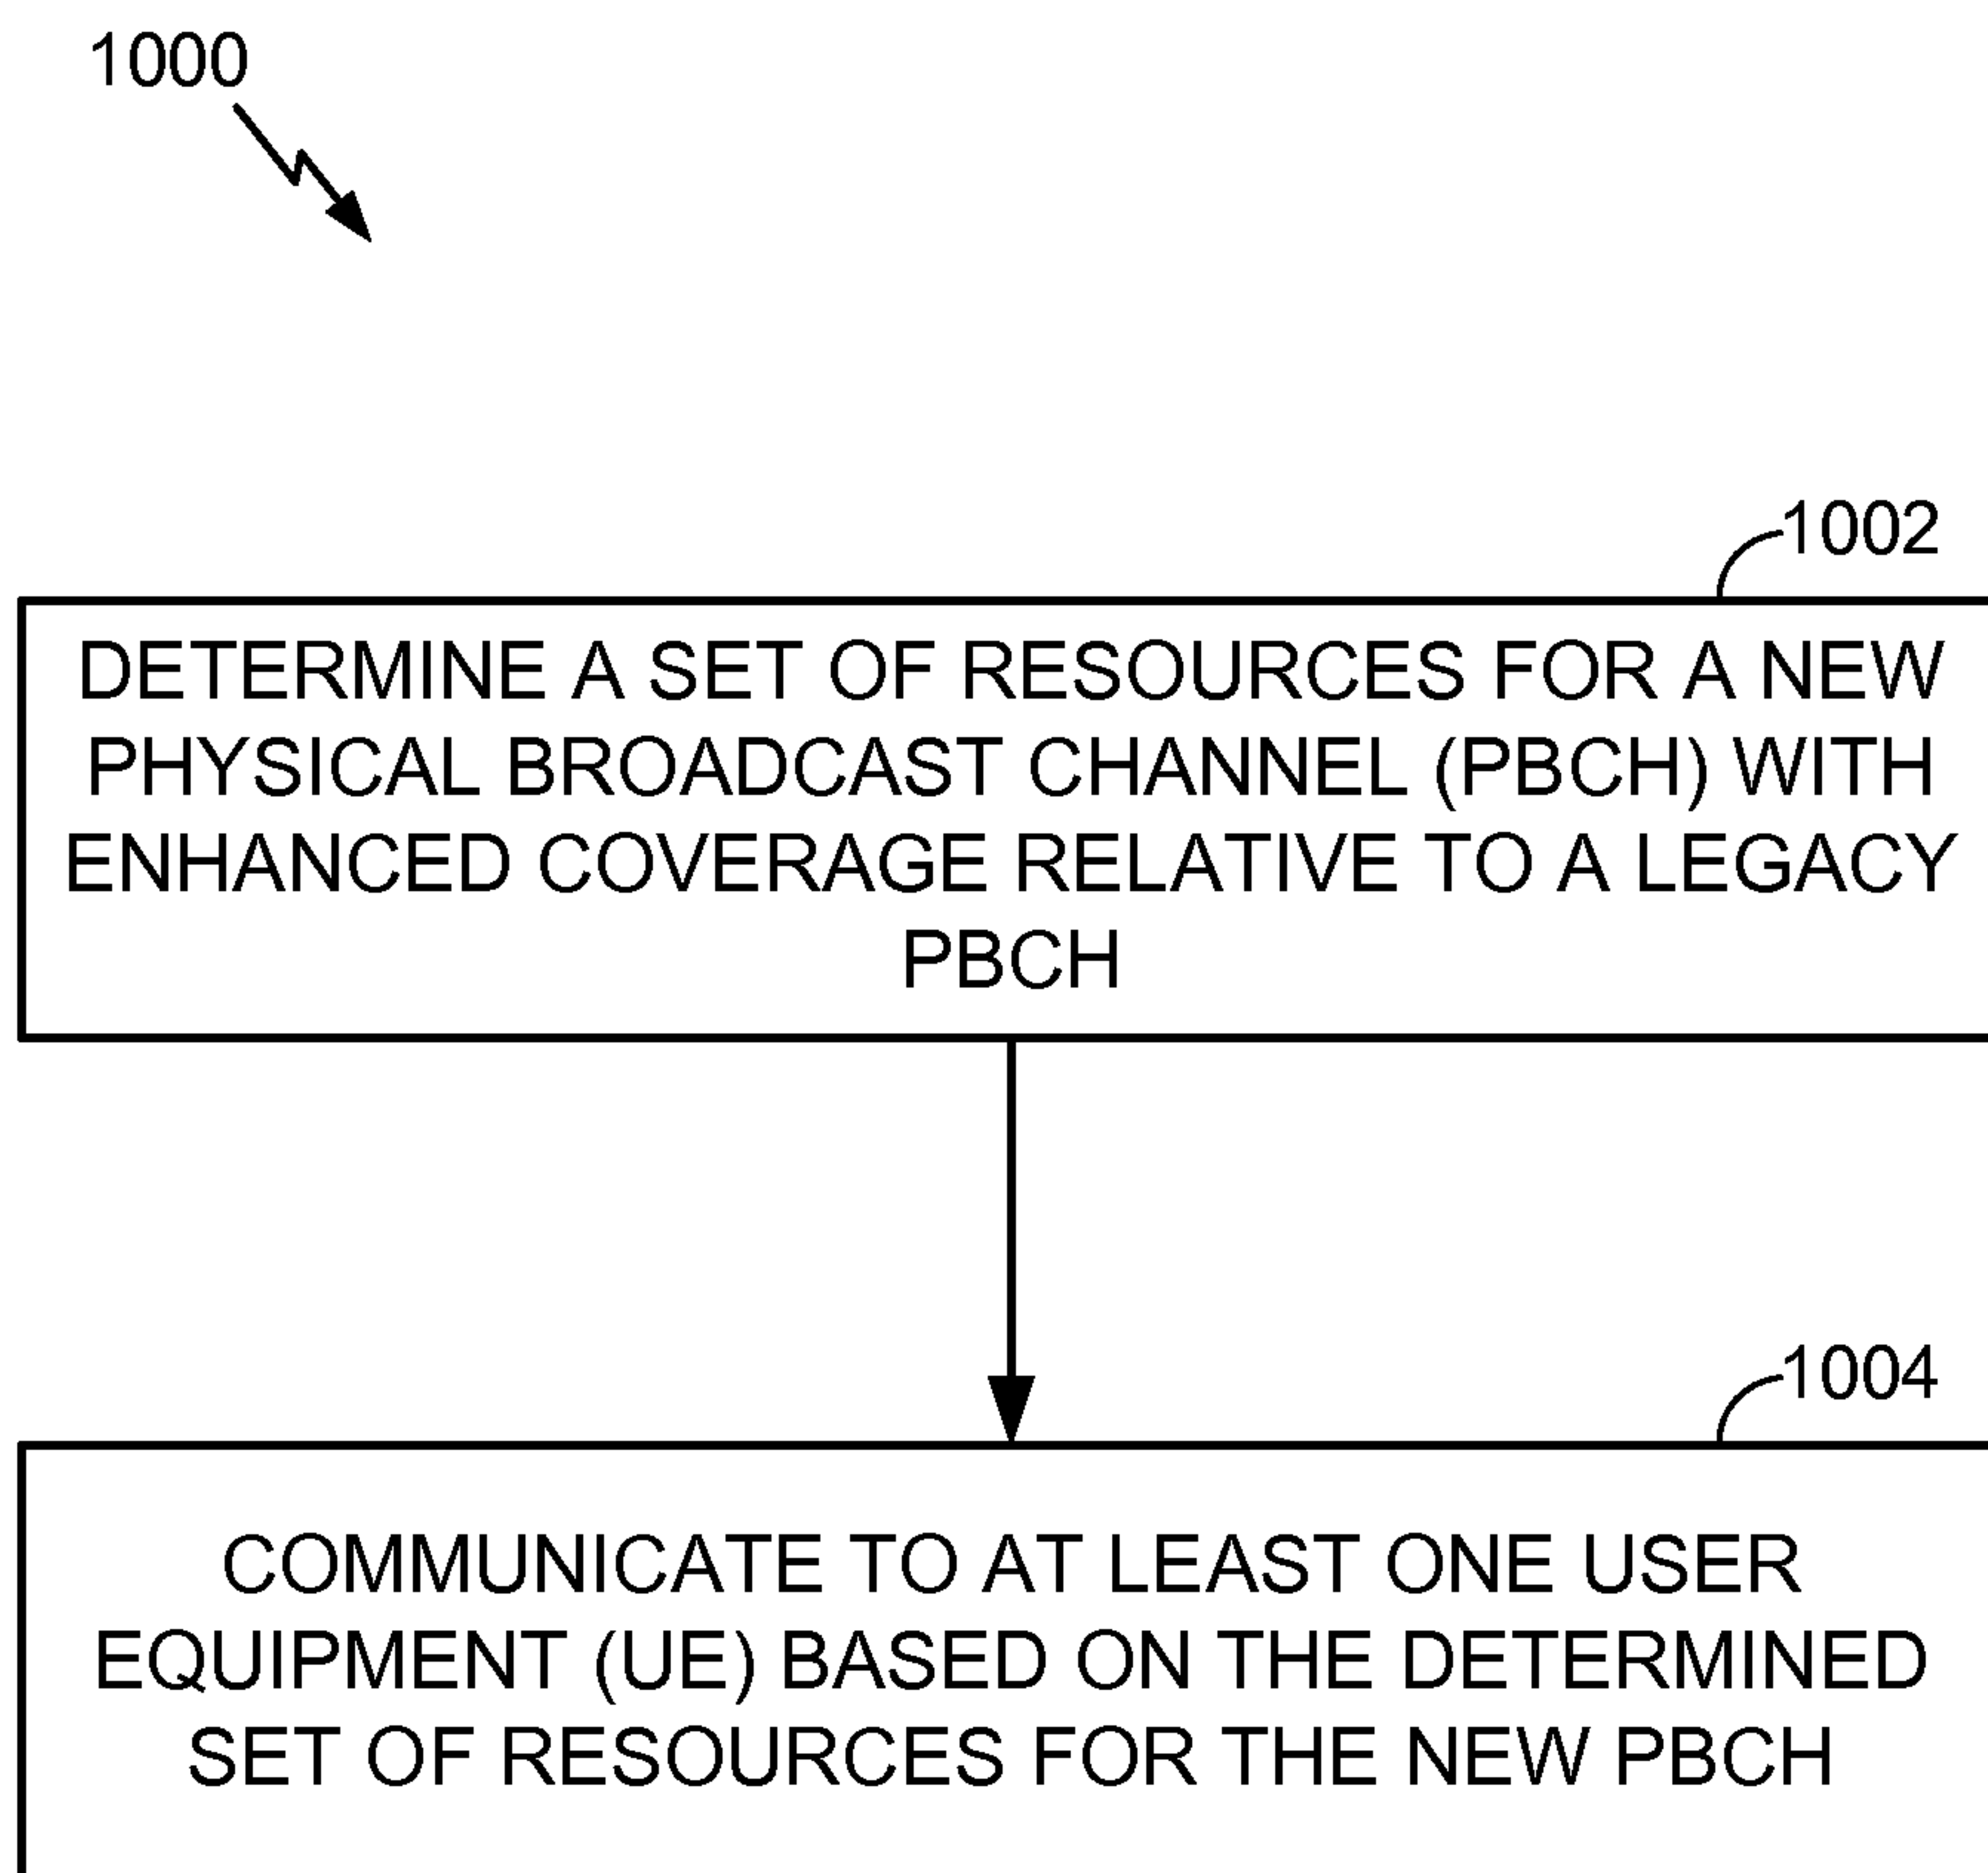 1000
1002
DETERMINE A SET OF RESOURCES FOR A NEW
PHYSICAL BROADCAST CHANNEL (PBCH) WITH
ENHANCED COVERAGE RELATIVE TO A LEGACY
PBCH
1004
COMMUNICATE TO AT LEAST ONE USER
EQUIPMENT (UE) BASED ON THE DETERMINED
SET OF RESOURCES FOR THE NEW PBCH